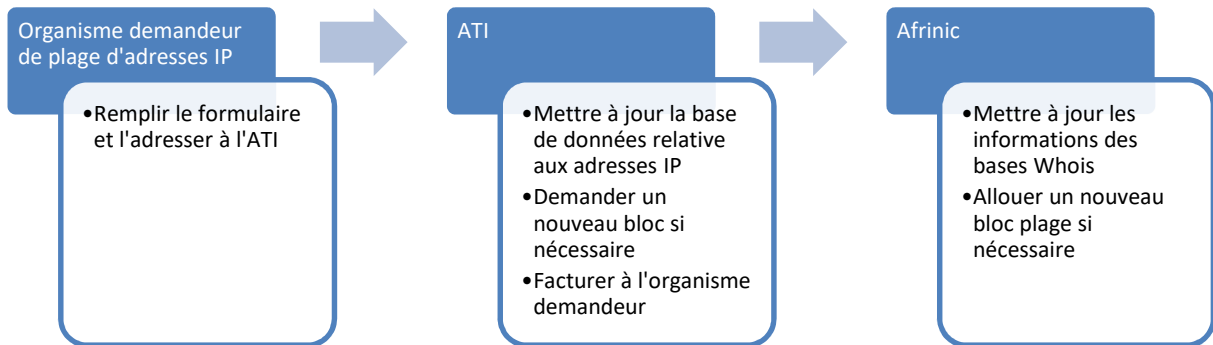 Organisme demandeur
de plage d'adresses IP
•Remplir le formulaire
et l'adresser à l'ATI
ATI
•Mettre à jour la base
de données relative
aux adresses IP
•Demander un
nouveau bloc si
nécessaire
•Facturer à l'organisme
demandeur
Afrinic
•Mettre à jour les
informations des
bases Whois
•Allouer un nouveau
bloc plage si
nécessaire